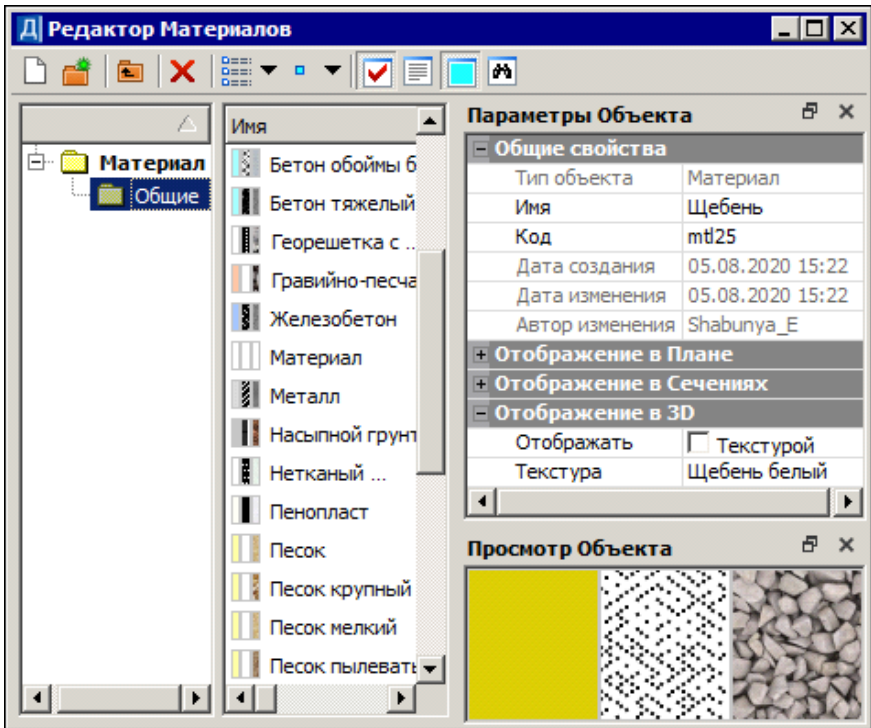 Редактор Материалов
Материал
Общие
Имя
Бетон обоймы б
Бетон тяжелый
Георешетка с ...
Гравийно-песча
Железобетон
Материал
Металл
Насыпной грунт
Нетканый ...
Пенопласт
Песок
Песок крупный
Песок мелкий
Песок пылеваты
Параметры Объекта
Общие свойства
Тип объекта Материал
Имя Щебень
Код mtl25
Дата создания 05.08.2020 15:22
Дата изменения 05.08.2020 15:22
Автор изменения Shabunya_E
Отображение в Плане
Отображение в Сечениях
Отображение в 3D
Отображать Текстурой
Текстура Щебень белый
Просмотр Объекта